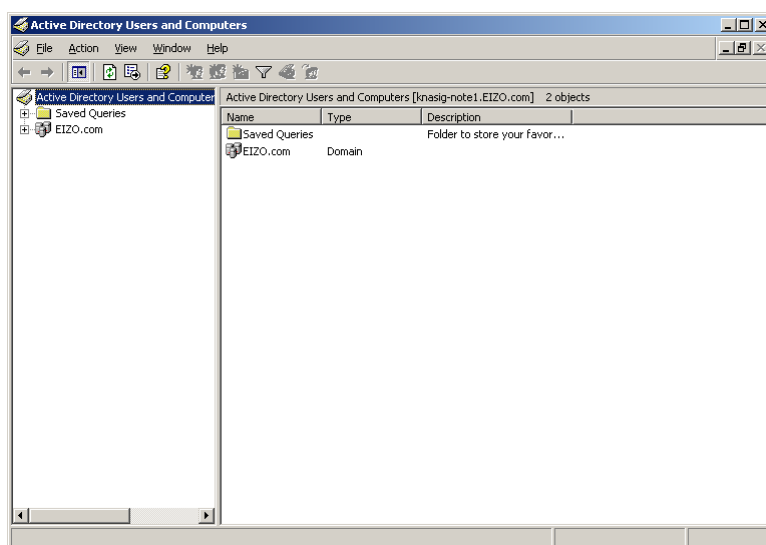 Active Directory Users and Computers
File Action View Window Help
Active Directory Users and Computer
Saved Queries
EIZO.com
Active Directory Users and Computers [knasig-note1.EIZO.com] 2 objects
Name Type Description
Saved Queries Folder to store your favor...
EIZO.com Domain